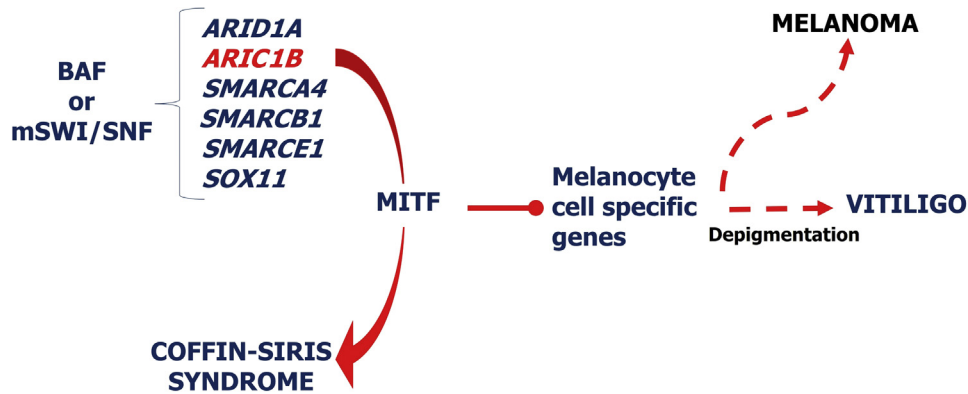 MELANOMA
ARID1A
ARIC1B
SMARCA4
SMARCB1
SMARCE1
SOX11
BAF
or
mSWI/SNF
MITF
Melanocyte
cell specific
genes
VITILIGO
Depigmentation
COFFIN-SIRIS
SYNDROME